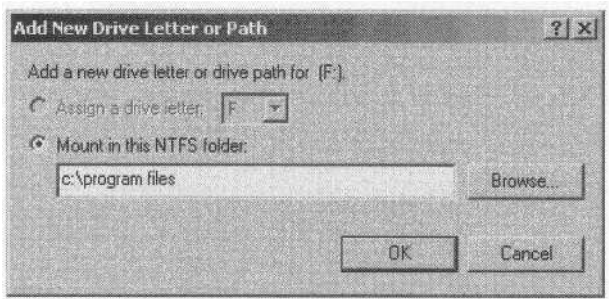 Add New Drive Letter or Path
Add a new drive letter or drive path for (F:).
Assign a drive letter: F
Mount in this NTFS folder:
c:\program files Browse...
OK Cancel